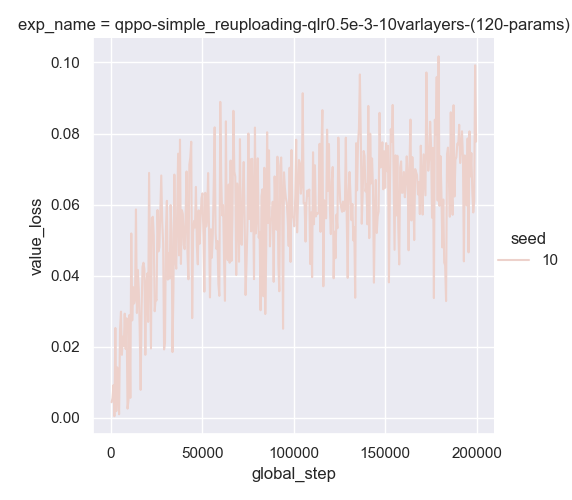 exp_name = qppo-simple_reuploading-qlr0.5e-3-10varlayers-(120-params)
0.10
0.08
0.06
0.04
0.02
0.00
value_loss
seed
10
0 50000 100000 150000 200000
global_step